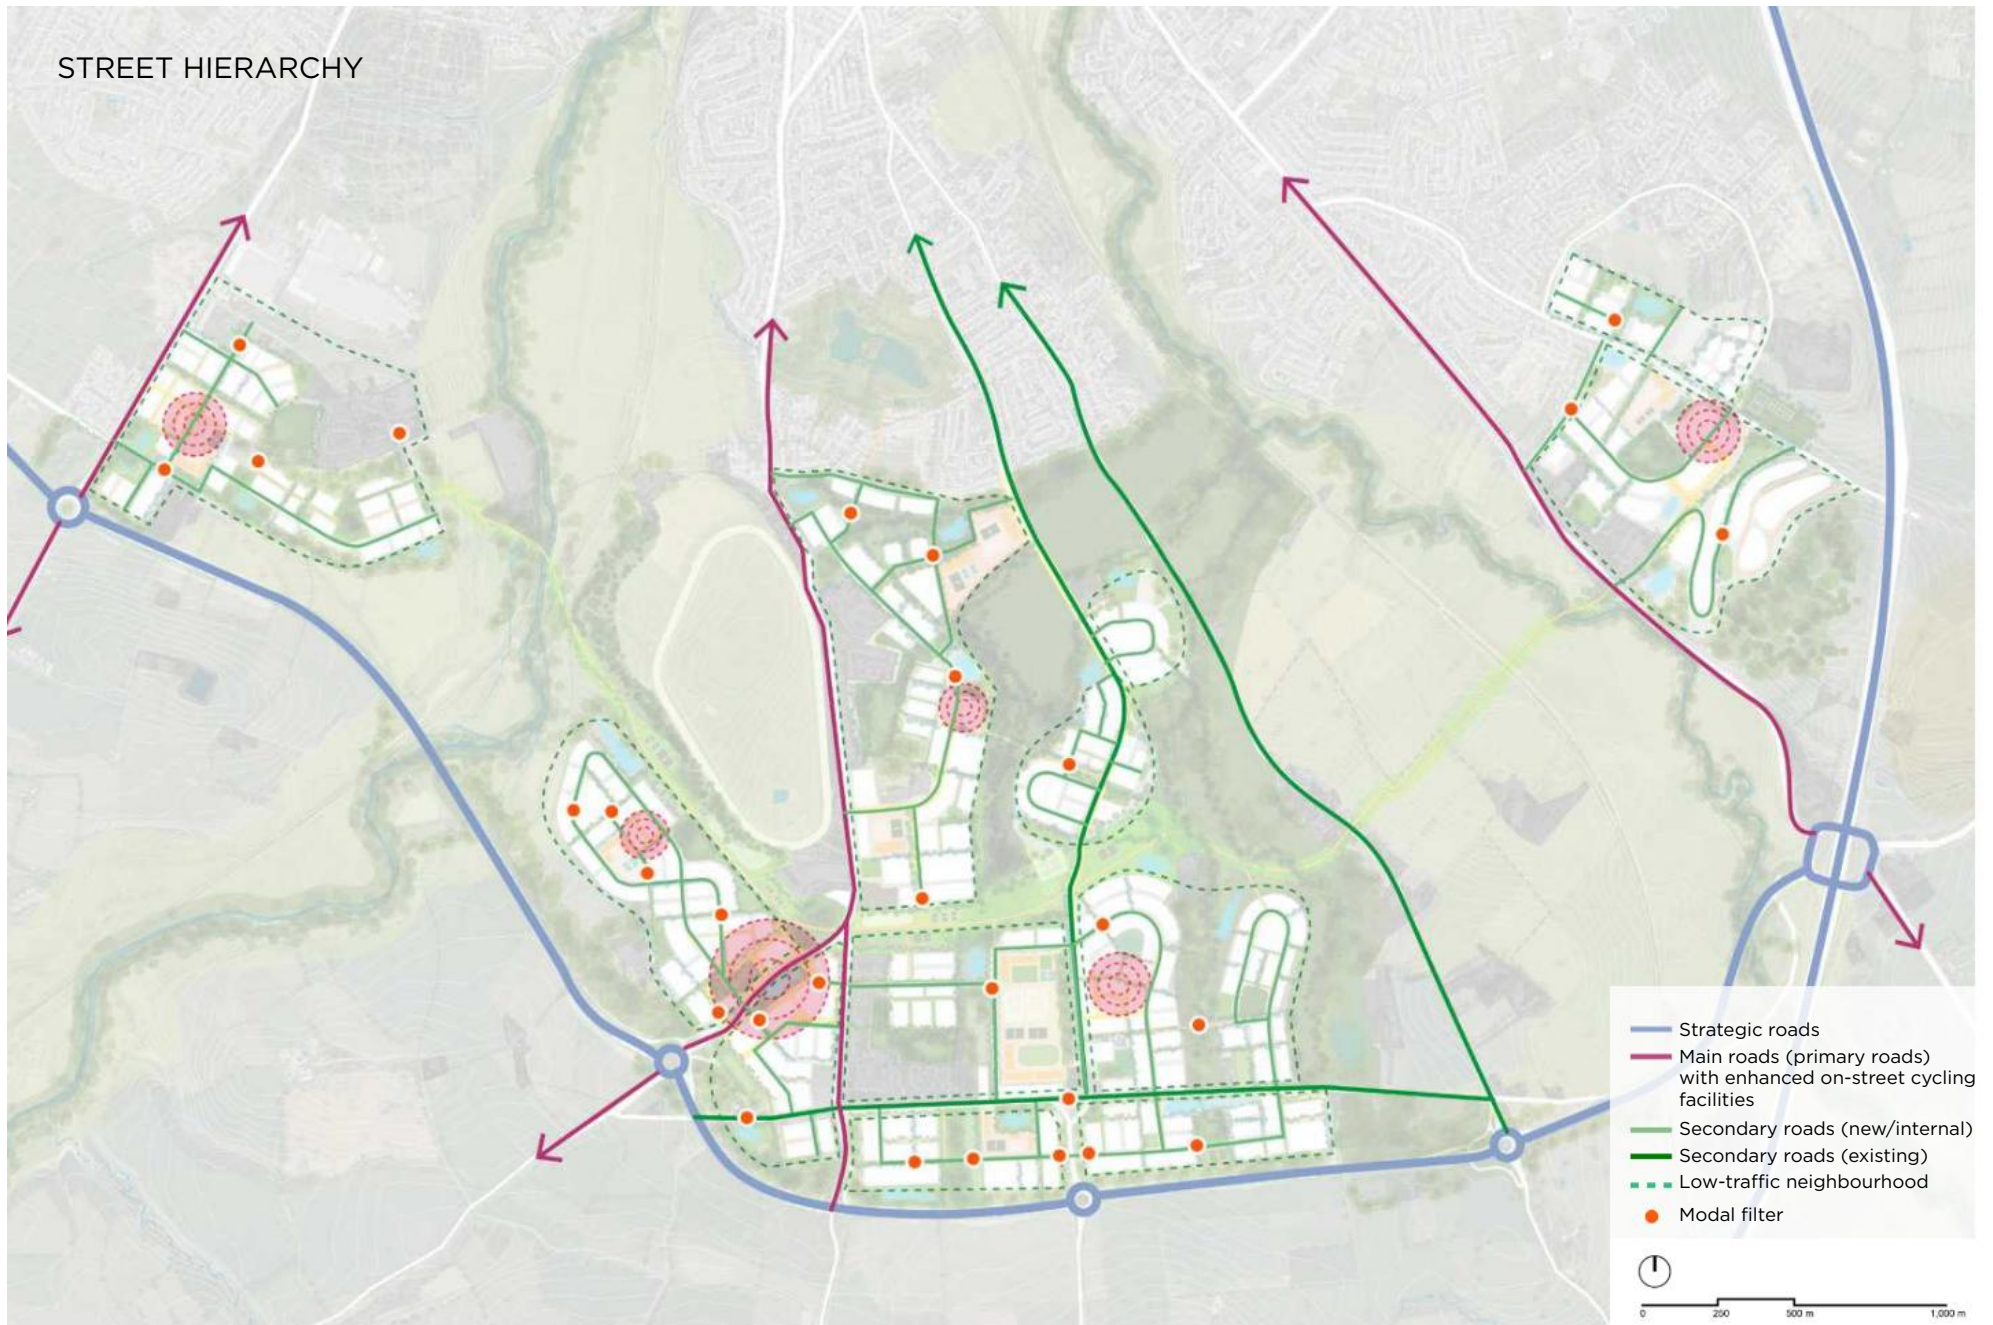 STREET HIERARCHY
Strategic roads
Main roads (primary roads)
with enhanced on-street cycling
facilities
Secondary roads (new/internal)
Secondary roads (existing)
Low-traffic neighbourhood
Modal filter
0 250 500 m 1,000 m